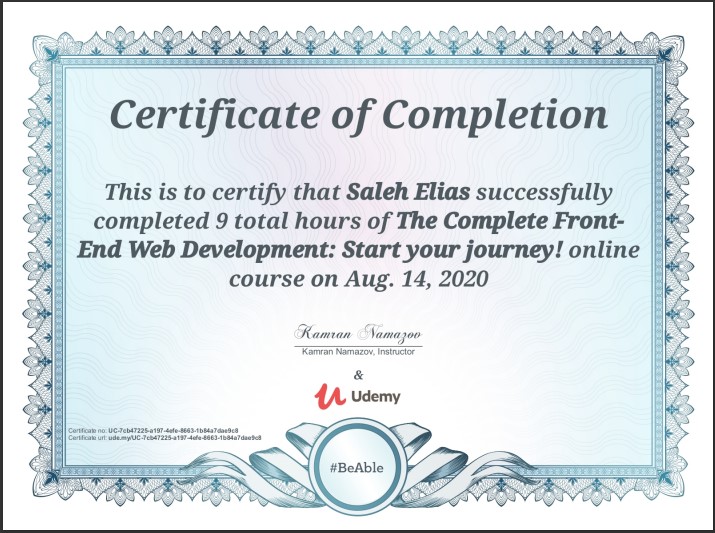 Certificate of Completion
This is to certify that Saleh Elias successfully
completed 9 total hours of The Complete Front-
End Web Development: Start your journey! online
course on Aug. 14, 2020
Kamran Namazov
Kamran Namazov, Instructor
&
Udemy
Certificate no: UC-7cb47225-a197-4efe-8663-1b84a7dae9c8
Certificate url: ude.my/UC-7cb47225-a197-4efe-8663-1b84a7dae9c8
#BeAble